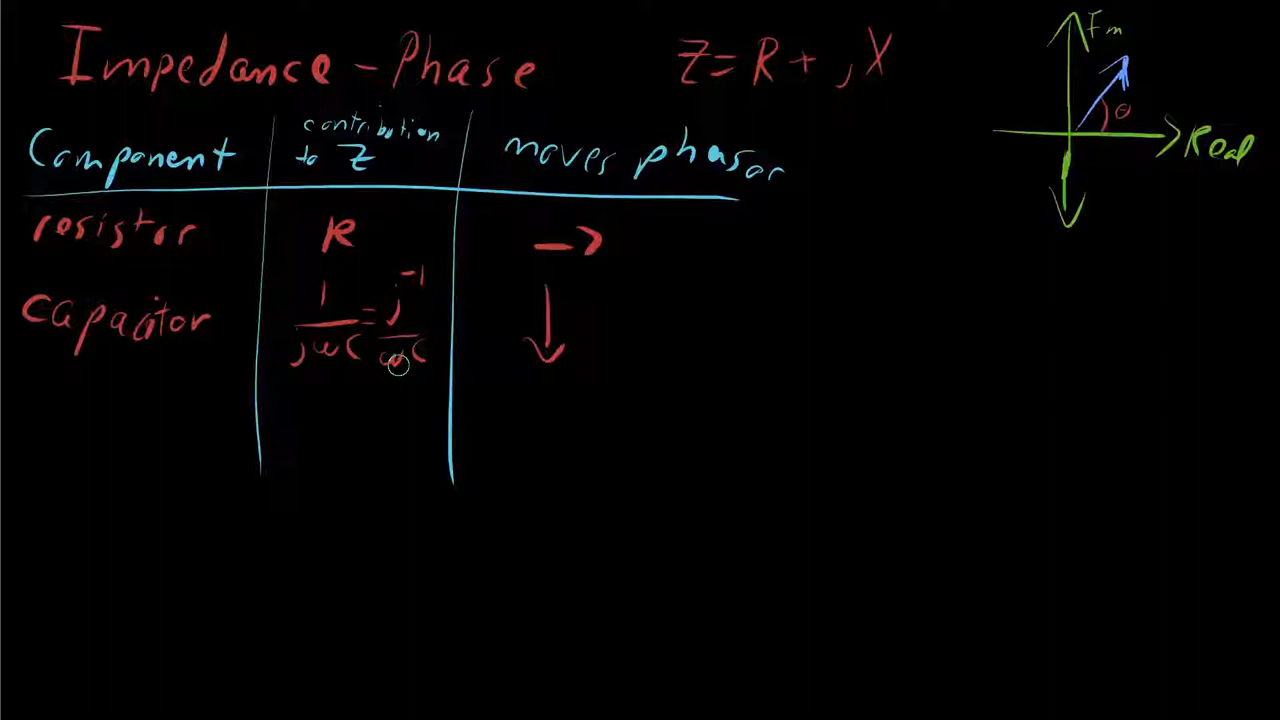 Impedance - Phase Z = R + jX
Im
θ
Real
Component contribution to Z moves phasor
resistor R →
capacitor 1/jωC = j⁻¹/ωC ↓